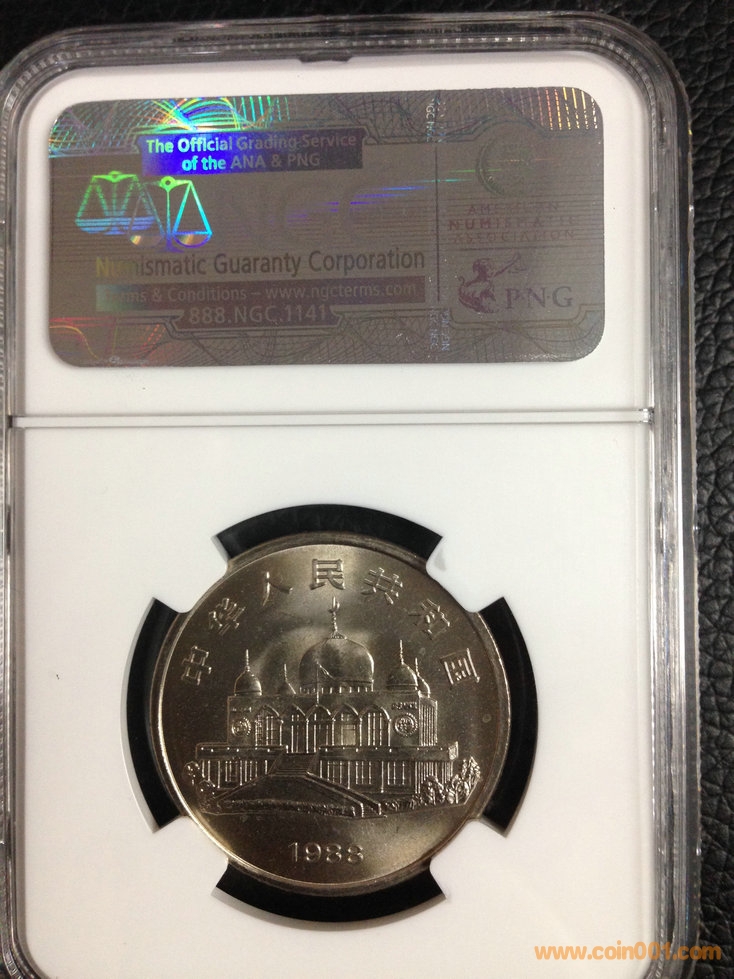 The Official Grading Service
of the ANA & PNG
Numismatic Guaranty Corporation
Terms & Conditions – www.ngcterms.com
888.NGC.1141
AMERICAN
NUMISMATIC
ASSOCIATION
PNG
中华人民共和国
1988
www.coin001.com